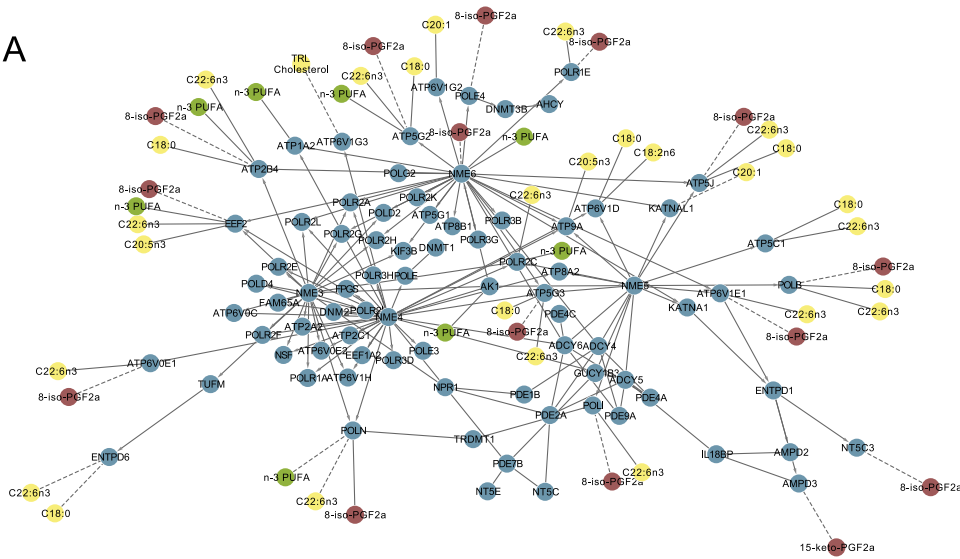 A
C20:1
8-iso-PGF2a
8-iso-PGF2a
C22:6n3
8-iso-PGF2a
TRL
Cholesterol
C18:0
C22:6n3
C22:6n3
POLR1E
n-3 PUFA
n-3 PUFA
ATP6V1G2
POLE4
n-3 PUFA
DNMT3B
AHCY
8-iso-PGF2a
ATP5G2
8-iso-PGF2a
n-3 PUFA
8-iso-PGF2a
C22:6n3
C18:0
ATP1A2
ATP6V1G3
C18:0
C18:2n6
C18:0
C20:5n3
ATP2B4
POLG2
NME6
C20:1
ATP5J
8-iso-PGF2a
n-3 PUFA
C22:6n3
C20:5n3
EEF2
POLR2A
POLR2K
C22:6n3
POLR2L
POLD2
ATP5G1
POLR3B
ATP6V1D
KATNAL1
C18:0
ATP8B1
ATP9A
C22:6n3
POLR2G
POLR2H
POLR3G
ATP5C1
KIF3B
DNMT1
n-3 PUFA
POLR2E
POLR3H
POLE
POLR2C
ATP8A2
8-iso-PGF2a
POLD4
NME3
FPGS
AK1
ATP5G3
NME5
ATP6V1E1
POLB
C18:0
FAM65A
ATP6V0C
DNM2
NME4
C18:0
PDE4C
KATNA1
C22:6n3
C22:6n3
POLR2F
ATP2A2
ATP2C1
n-3 PUFA
8-iso-PGF2a
8-iso-PGF2a
NSF
ATP6V0E2
EEF1A2
POLE3
POLR3D
C22:6n3
ADCY6
ADCY4
ATP6V0E1
C22:6n3
POLR1A
ATP6V1H
GUCY1B3
ADCY5
TUFM
NPR1
PDE1B
ENTPD1
8-iso-PGF2a
POLI
PDE4A
PDE2A
PDE9A
POLN
TRDMT1
ENTPD6
IL18BP
AMPD2
NT5C3
PDE7B
n-3 PUFA
8-iso-PGF2a
C22:6n3
AMPD3
C22:6n3
C22:6n3
NT5E
NT5C
8-iso-PGF2a
C18:0
8-iso-PGF2a
15-keto-PGF2a